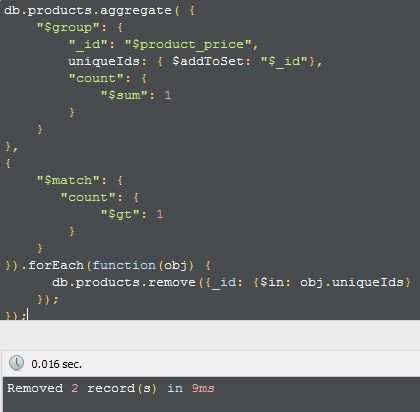 db.products.aggregate( {
    "$group": {
        "_id": "$product_price",
        uniqueIds: { $addToSet: "$_id"},
        "count": {
            "$sum": 1
        }
    }
},
{
    "$match": {
       "count": {
            "$gt": 1
        }
    }
}).forEach(function(obj) {
      db.products.remove({_id: {$in: obj.uniqueIds}
    });
});
0.016 sec.
Removed 2 record(s) in 9ms